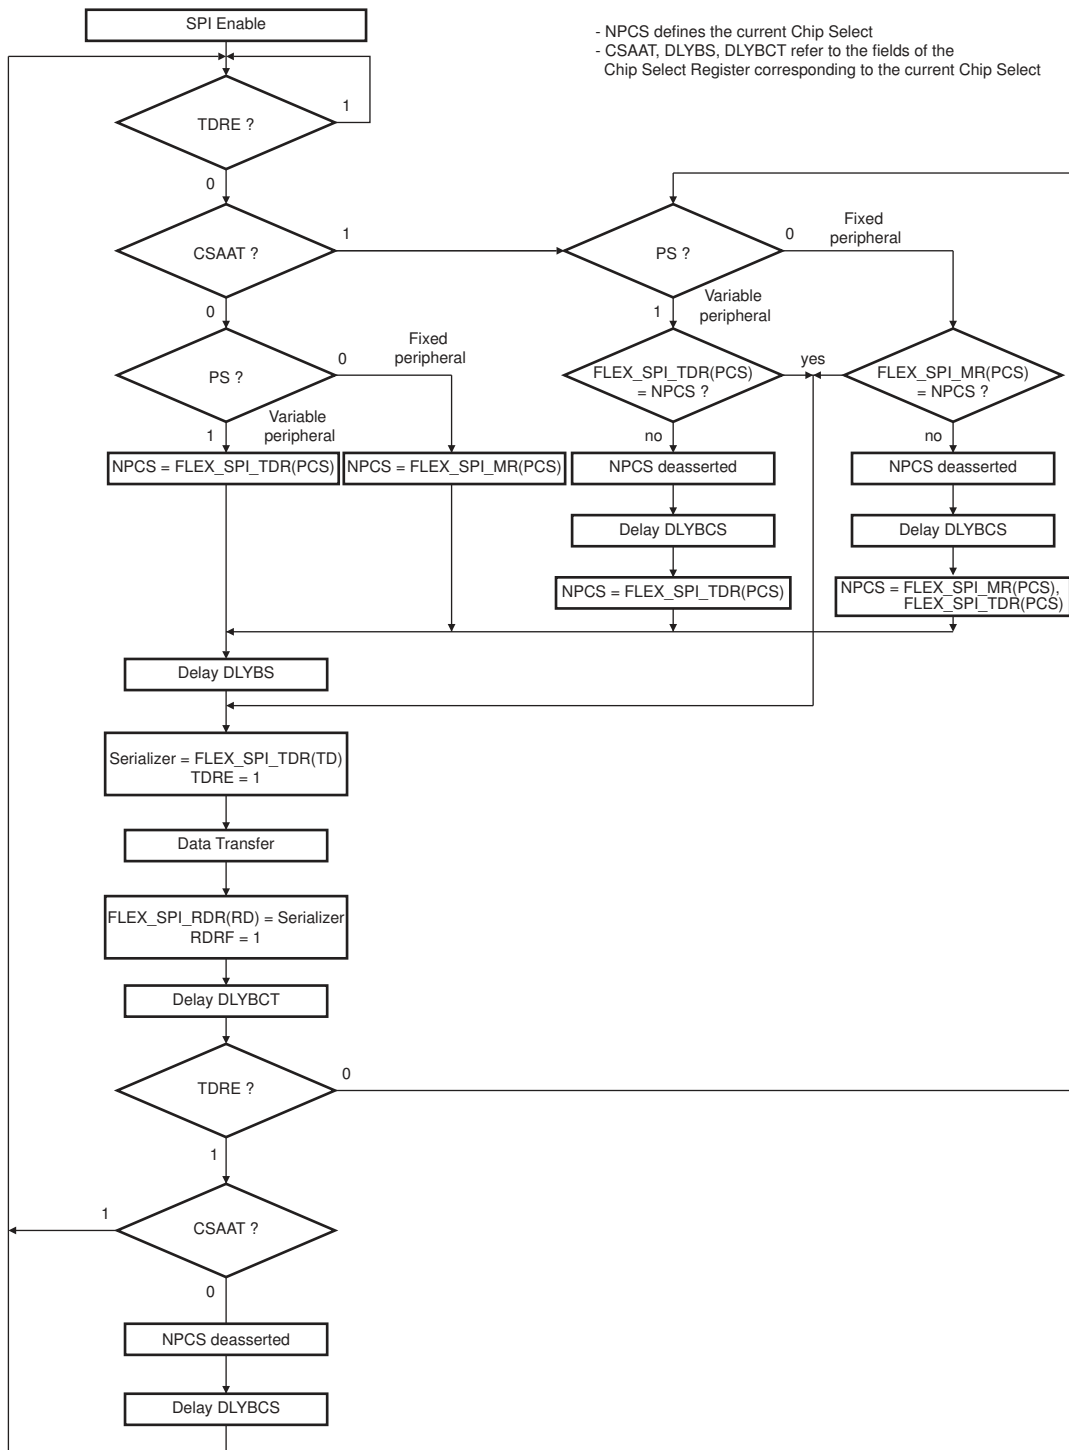 SPI Enable
- NPCS defines the current Chip Select
- CSAAT, DLYBS, DLYBCT refer to the fields of the
Chip Select Register corresponding to the current Chip Select
TDRE ?
1
0
CSAAT ?
1
PS ?
0
Fixed
peripheral
0
1
Variable
peripheral
PS ?
0
Fixed
peripheral
FLEX_SPI_TDR(PCS)
= NPCS ?
yes
FLEX_SPI_MR(PCS)
= NPCS ?
1
Variable
peripheral
no
no
NPCS = FLEX_SPI_TDR(PCS)
NPCS = FLEX_SPI_MR(PCS)
NPCS deasserted
NPCS deasserted
Delay DLYBCS
Delay DLYBCS
NPCS = FLEX_SPI_TDR(PCS)
NPCS = FLEX_SPI_MR(PCS),
FLEX_SPI_TDR(PCS)
Delay DLYBS
Serializer = FLEX_SPI_TDR(TD)
TDRE = 1
Data Transfer
FLEX_SPI_RDR(RD) = Serializer
RDRF = 1
Delay DLYBCT
TDRE ?
0
1
CSAAT ?
1
0
NPCS deasserted
Delay DLYBCS